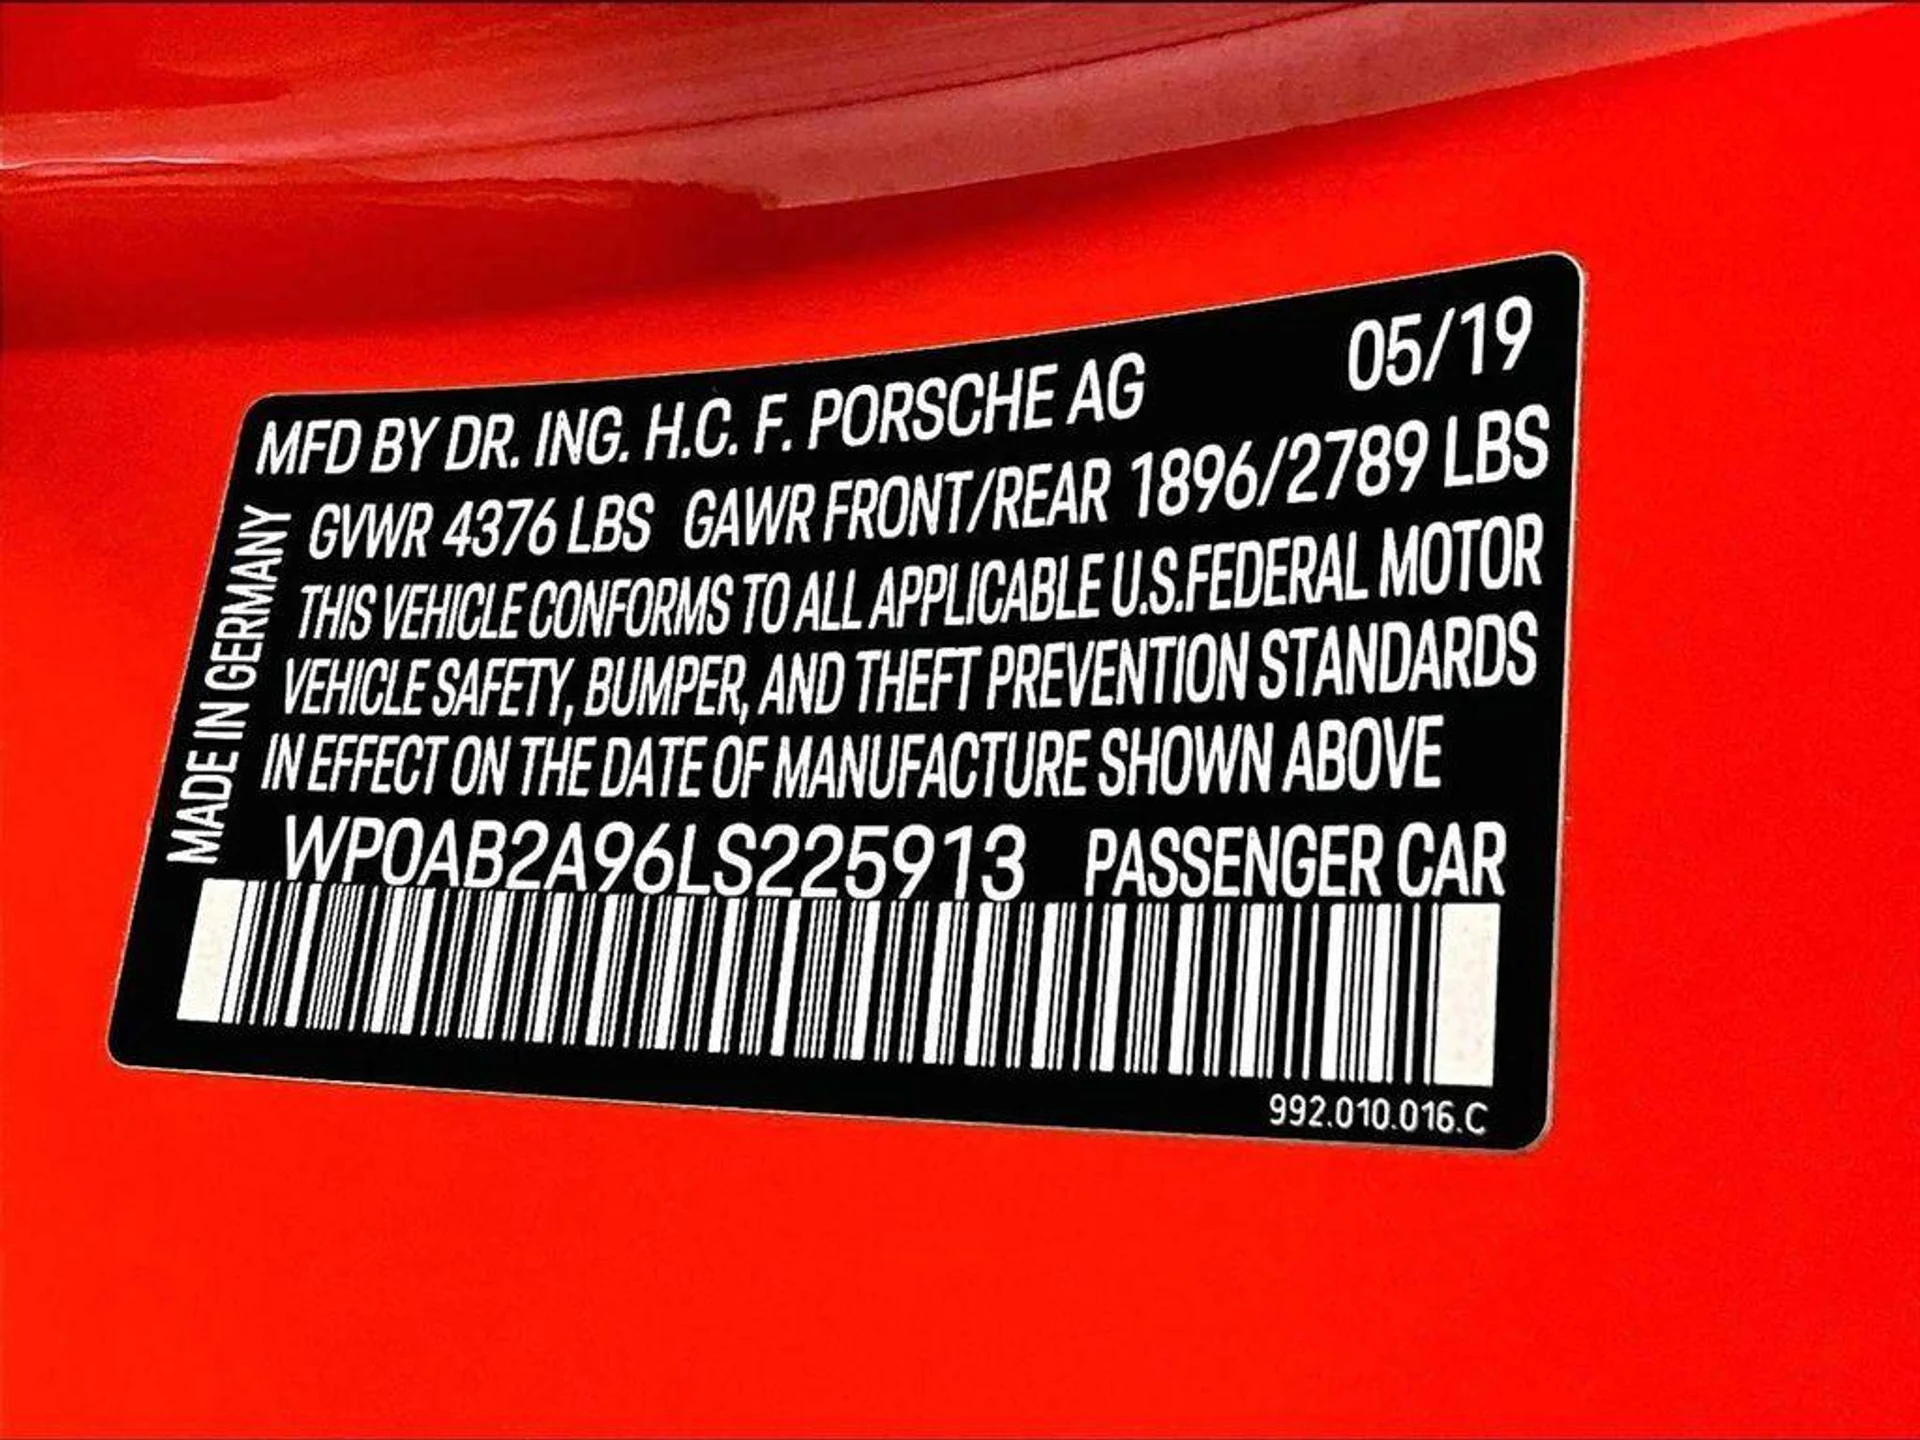 MFD BY DR. ING. H.C. F. PORSCHE AG 05/19
GVWR 4376 LBS GAWR FRONT/REAR 1896/2789 LBS
THIS VEHICLE CONFORMS TO ALL APPLICABLE U.S.FEDERAL MOTOR
VEHICLE SAFETY, BUMPER, AND THEFT PREVENTION STANDARDS
IN EFFECT ON THE DATE OF MANUFACTURE SHOWN ABOVE
WP0AB2A96LS225913 PASSENGER CAR
MADE IN GERMANY
992.010.016.C